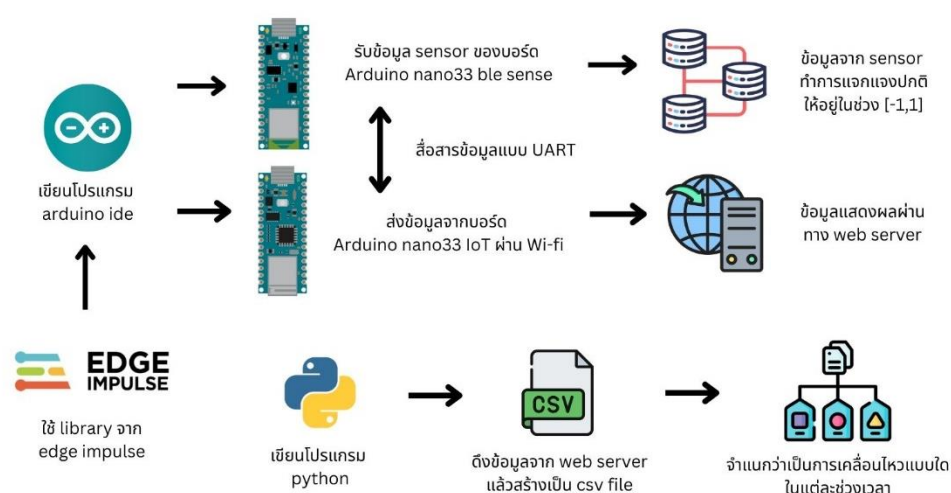 รับข้อมูล sensor ของบอร์ด
Arduino nano33 ble sense
ข้อมูลจาก sensor
ทำการแจกแจงปกติ
ให้อยู่ในช่วง [-1,1]
สื่อสารข้อมูลแบบ UART
เขียนโปรแกรม
arduino ide
ส่งข้อมูลจากบอร์ด
Arduino nano33 IoT ผ่าน Wi-fi
ข้อมูลแสดงผลผ่าน
ทาง web server
EDGE
IMPULSE
ใช้ library จาก
edge impulse
เขียนโปรแกรม
python
CSV
ดึงข้อมูลจาก web server
แล้วสร้างเป็น csv file
จำแนกว่าเป็นการเคลื่อนไหวแบบใด
ในแต่ละช่วงเวลา